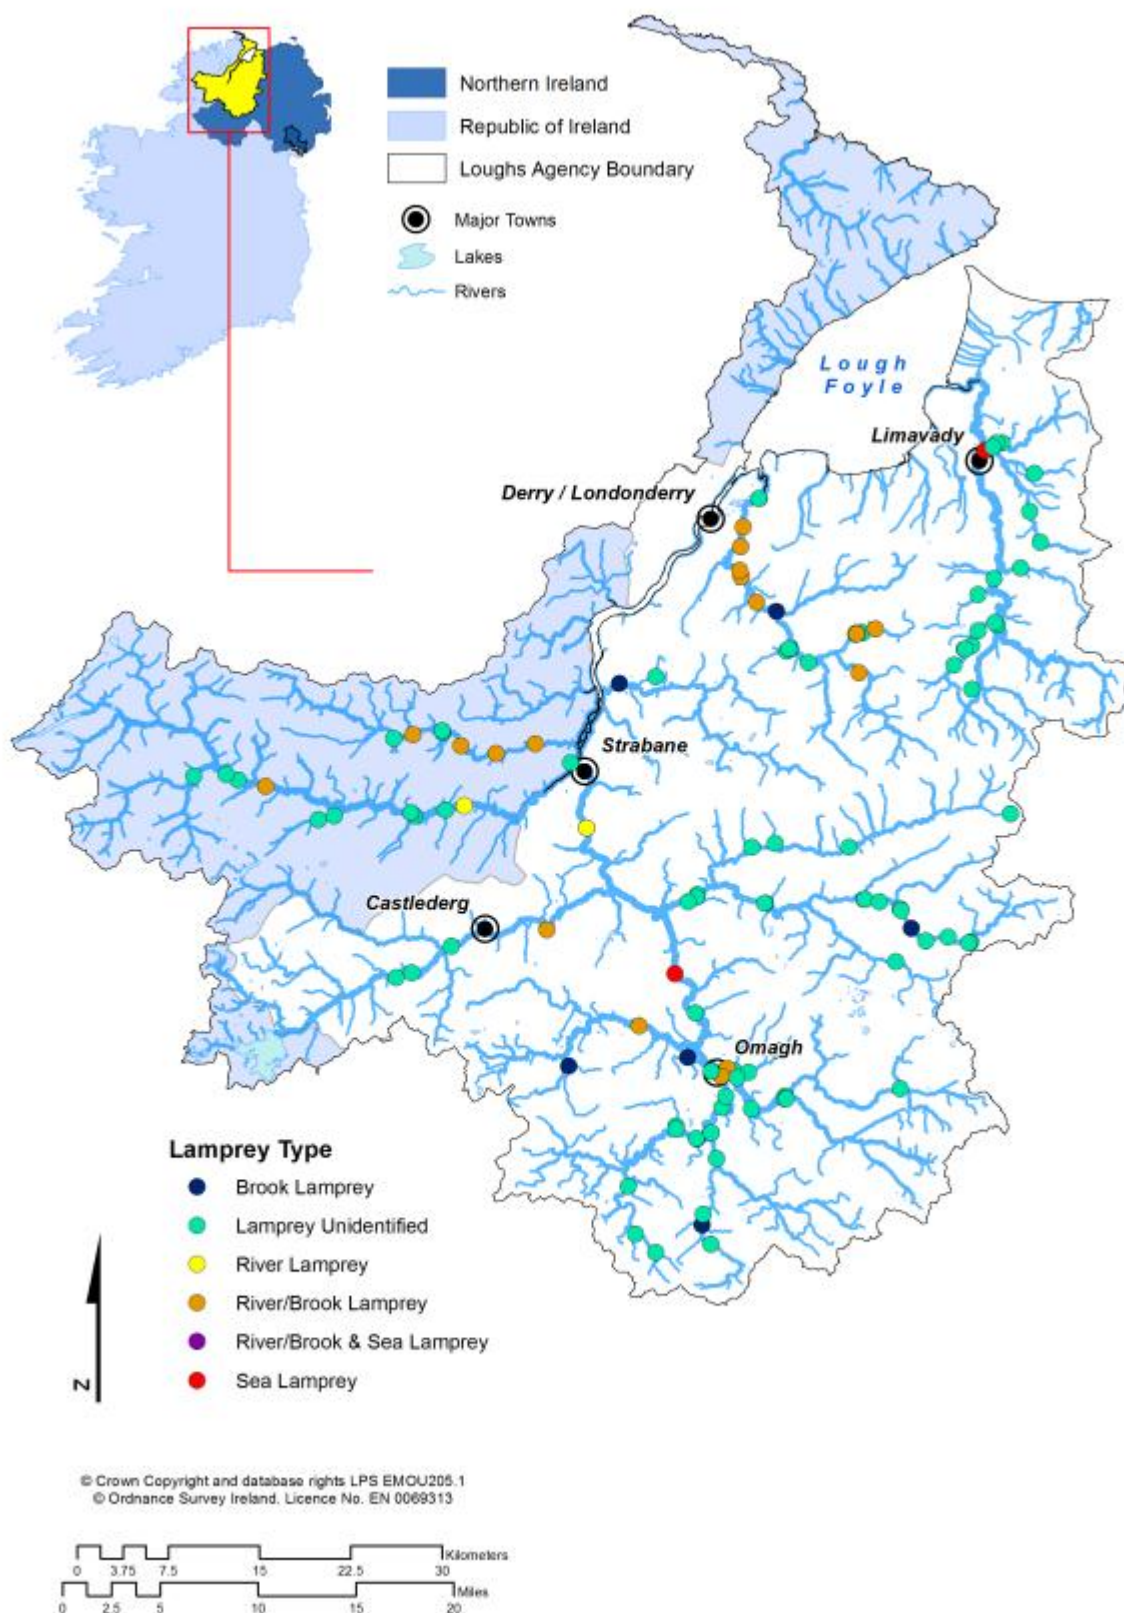 Northern Ireland
Republic of Ireland
Loughs Agency Boundary
Major Towns
Lakes
Rivers
Lough
Foyle
Limavady
Derry / Londonderry
Strabane
Castlederg
Omagh
Lamprey Type
Brook Lamprey
Lamprey Unidentified
River Lamprey
River/Brook Lamprey
River/Brook & Sea Lamprey
Sea Lamprey
N
© Crown Copyright and database rights LPS EMOU205.1
© Ordnance Survey Ireland. Licence No. EN 0069313
Kilometers
0 3.75 7.5 15 22.5 30
Miles
0 2.5 5 10 15 20